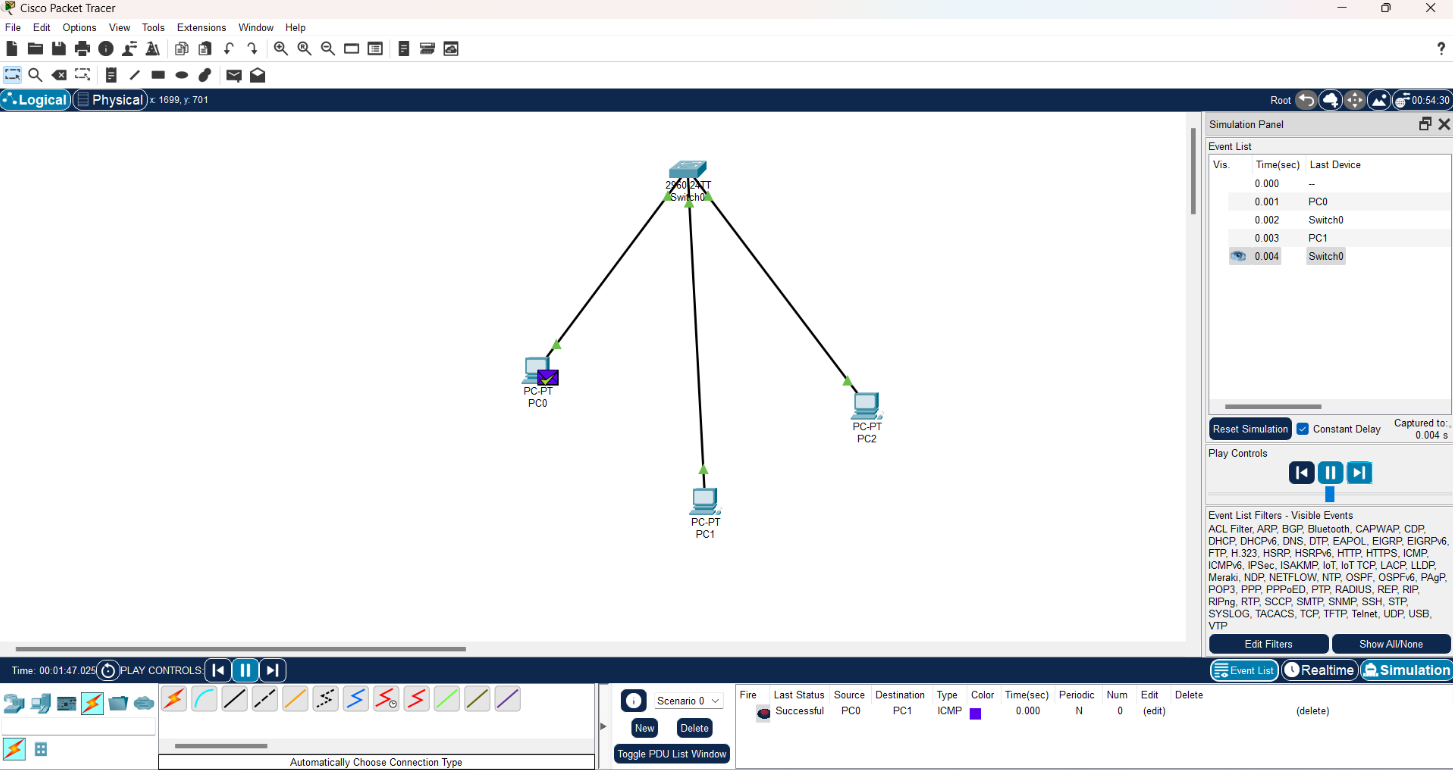 Cisco Packet Tracer
File Edit Options View Tools Extensions Window Help
?
Logical Physical x: 1699, y: 701 Root 00:54:30
2960-24TT
Switch0
PC-PT
PC0
PC-PT
PC2
PC-PT
PC1
Simulation Panel
Event List
Vis. Time(sec) Last Device
0.000 --
0.001 PC0
0.002 Switch0
0.003 PC1
0.004 Switch0
Reset Simulation Constant Delay Captured to:
0.004 s
Play Controls
Event List Filters - Visible Events
ACL Filter, ARP, BGP, Bluetooth, CAPWAP, CDP,
DHCP, DHCPv6, DNS, DTP, EAPOL, EIGRP, EIGRPv6,
FTP, H.323, HSRP, HSRPv6, HTTP, HTTPS, ICMP,
ICMPv6, IPSec, ISAKMP, IoT, IoT TCP, LACP, LLDP,
Meraki, NDP, NETFLOW, NTP, OSPF, OSPFv6, PAgP,
POP3, PPP, PPPoED, PTP, RADIUS, REP, RIP,
RIPng, RTP, SCCP, SMTP, SNMP, SSH, STP,
SYSLOG, TACACS, TCP, TFTP, Telnet, UDP, USB,
VTP
Edit Filters Show All/None
Time: 00:01:47.025 PLAY CONTROLS: Event List Realtime Simulation
Scenario 0
New Delete
Toggle PDU List Window
Fire Last Status Source Destination Type Color Time(sec) Periodic Num Edit Delete
Successful PC0 PC1 ICMP 0.000 N 0 (edit) (delete)
Automatically Choose Connection Type